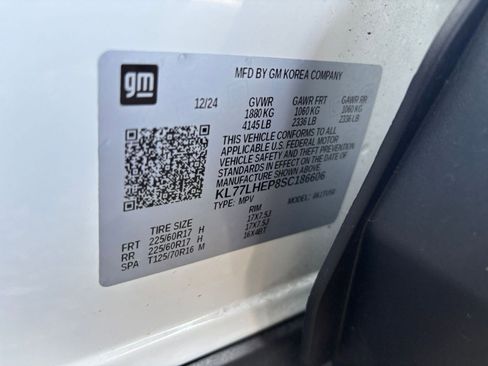 gm
MFD BY GM KOREA COMPANY
12/24 GVWR GAWR FRT GAWR RR
1880 KG 1060 KG 1060 KG
4145 LB 2336 LB 2336 LB
THIS VEHICLE CONFORMS TO ALL
APPLICABLE U.S. FEDERAL MOTOR
VEHICLE SAFETY AND THEFT
PREVENTION STANDARDS IN EFFECT
ON THE DATE OF MANUFACTURE
SHOWN ABOVE.
KL77LHEP8SC186606
TYPE: MPV MODEL:
TIRE SIZE RIM
FRT 225/60R17 H 17X7.5J
RR 225/60R17 H 17X7.5J
SPA T125/70R16 M 16X4BT